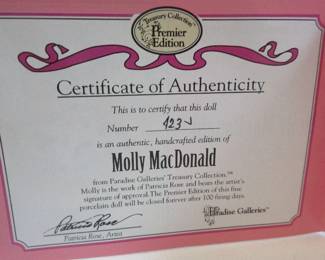 Treasury Collection
Premier
Edition
Certificate of Authenticity
This is to certify that this doll
Number 423J
is an authentic, handcrafted edition of
Molly MacDonald
from Paradise Galleries' Treasury Collection.™
Molly is the work of Patricia Rose and bears the artist's
signature of approval. The Premier Edition of this fine
porcelain doll will be closed forever after 100 firing days.
Patricia Rose
Patricia Rose, Artist
Paradise Galleries™